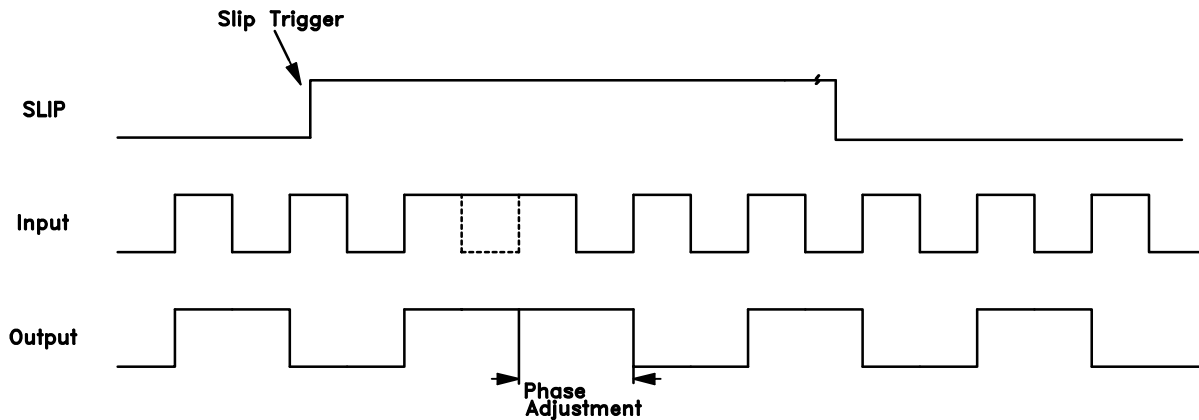 Slip Trigger
SLIP
Input
Output
Phase
Adjustment